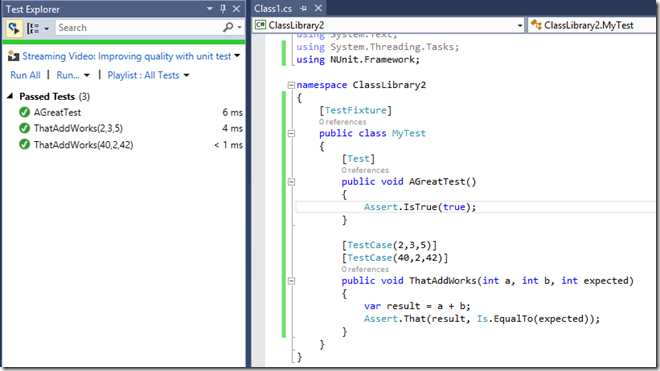 Test Explorer
Search
Streaming Video: Improving quality with unit test
Run All | Run... | Playlist : All Tests
Passed Tests (3)
AGreatTest 6 ms
ThatAddWorks(2,3,5) 4 ms
ThatAddWorks(40,2,42) < 1 ms
Class1.cs
ClassLibrary2 ClassLibrary2.MyTest
using System.Text;
using System.Threading.Tasks;
using NUnit.Framework;
namespace ClassLibrary2
{
[TestFixture]
0 references
public class MyTest
{
[Test]
0 references
public void AGreatTest()
{
Assert.IsTrue(true);
}
[TestCase(2,3,5)]
[TestCase(40,2,42)]
0 references
public void ThatAddWorks(int a, int b, int expected)
{
var result = a + b;
Assert.That(result, Is.EqualTo(expected));
}
}
}